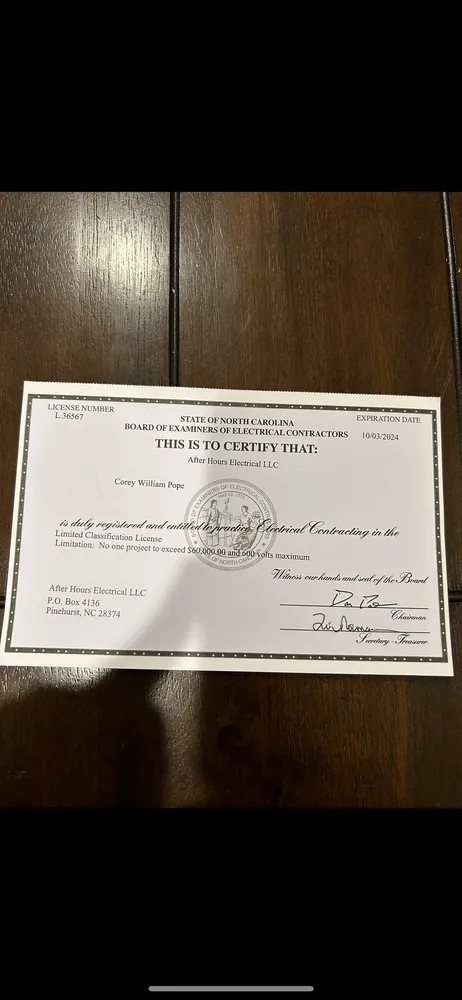 LICENSE NUMBER
L.36567
STATE OF NORTH CAROLINA
BOARD OF EXAMINERS OF ELECTRICAL CONTRACTORS
EXPIRATION DATE
10/03/2024
THIS IS TO CERTIFY THAT:
After Hours Electrical LLC
Corey William Pope
is duly registered and entitled to practice Electrical Contracting in the
Limited Classification License
Limitation: No one project to exceed $60,000.00 and 600 volts maximum
Witness our hands and seal of the Board
After Hours Electrical LLC
P.O. Box 4136
Pinehurst, NC 28374
Chairman
Secretary - Treasurer